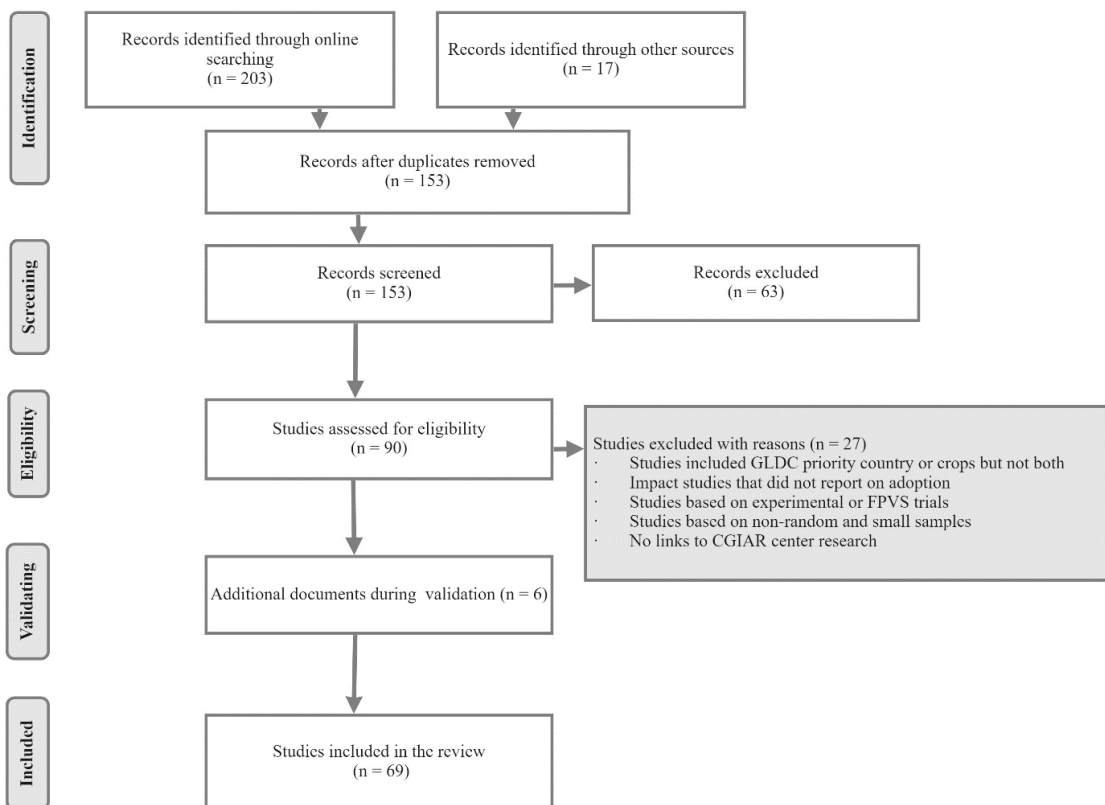 Identification
Records identified through online
searching
(n = 203)
Records identified through other sources
(n = 17)
Records after duplicates removed
(n = 153)
Screening
Records screened
(n = 153)
Records excluded
(n = 63)
Eligibility
Studies assessed for eligibility
(n = 90)
Studies excluded with reasons (n = 27)
· Studies included GLDC priority country or crops but not both
· Impact studies that did not report on adoption
· Studies based on experimental or FPVS trials
· Studies based on non-random and small samples
· No links to CGIAR center research
Validating
Additional documents during validation (n = 6)
Included
Studies included in the review
(n = 69)